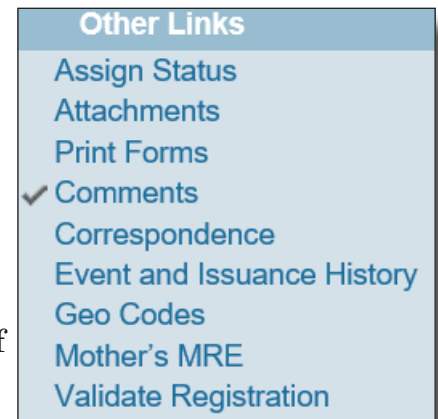 Other Links
Assign Status
Attachments
Print Forms
Comments
Correspondence
Event and Issuance History
Geo Codes
Mother's MRE
Validate Registration